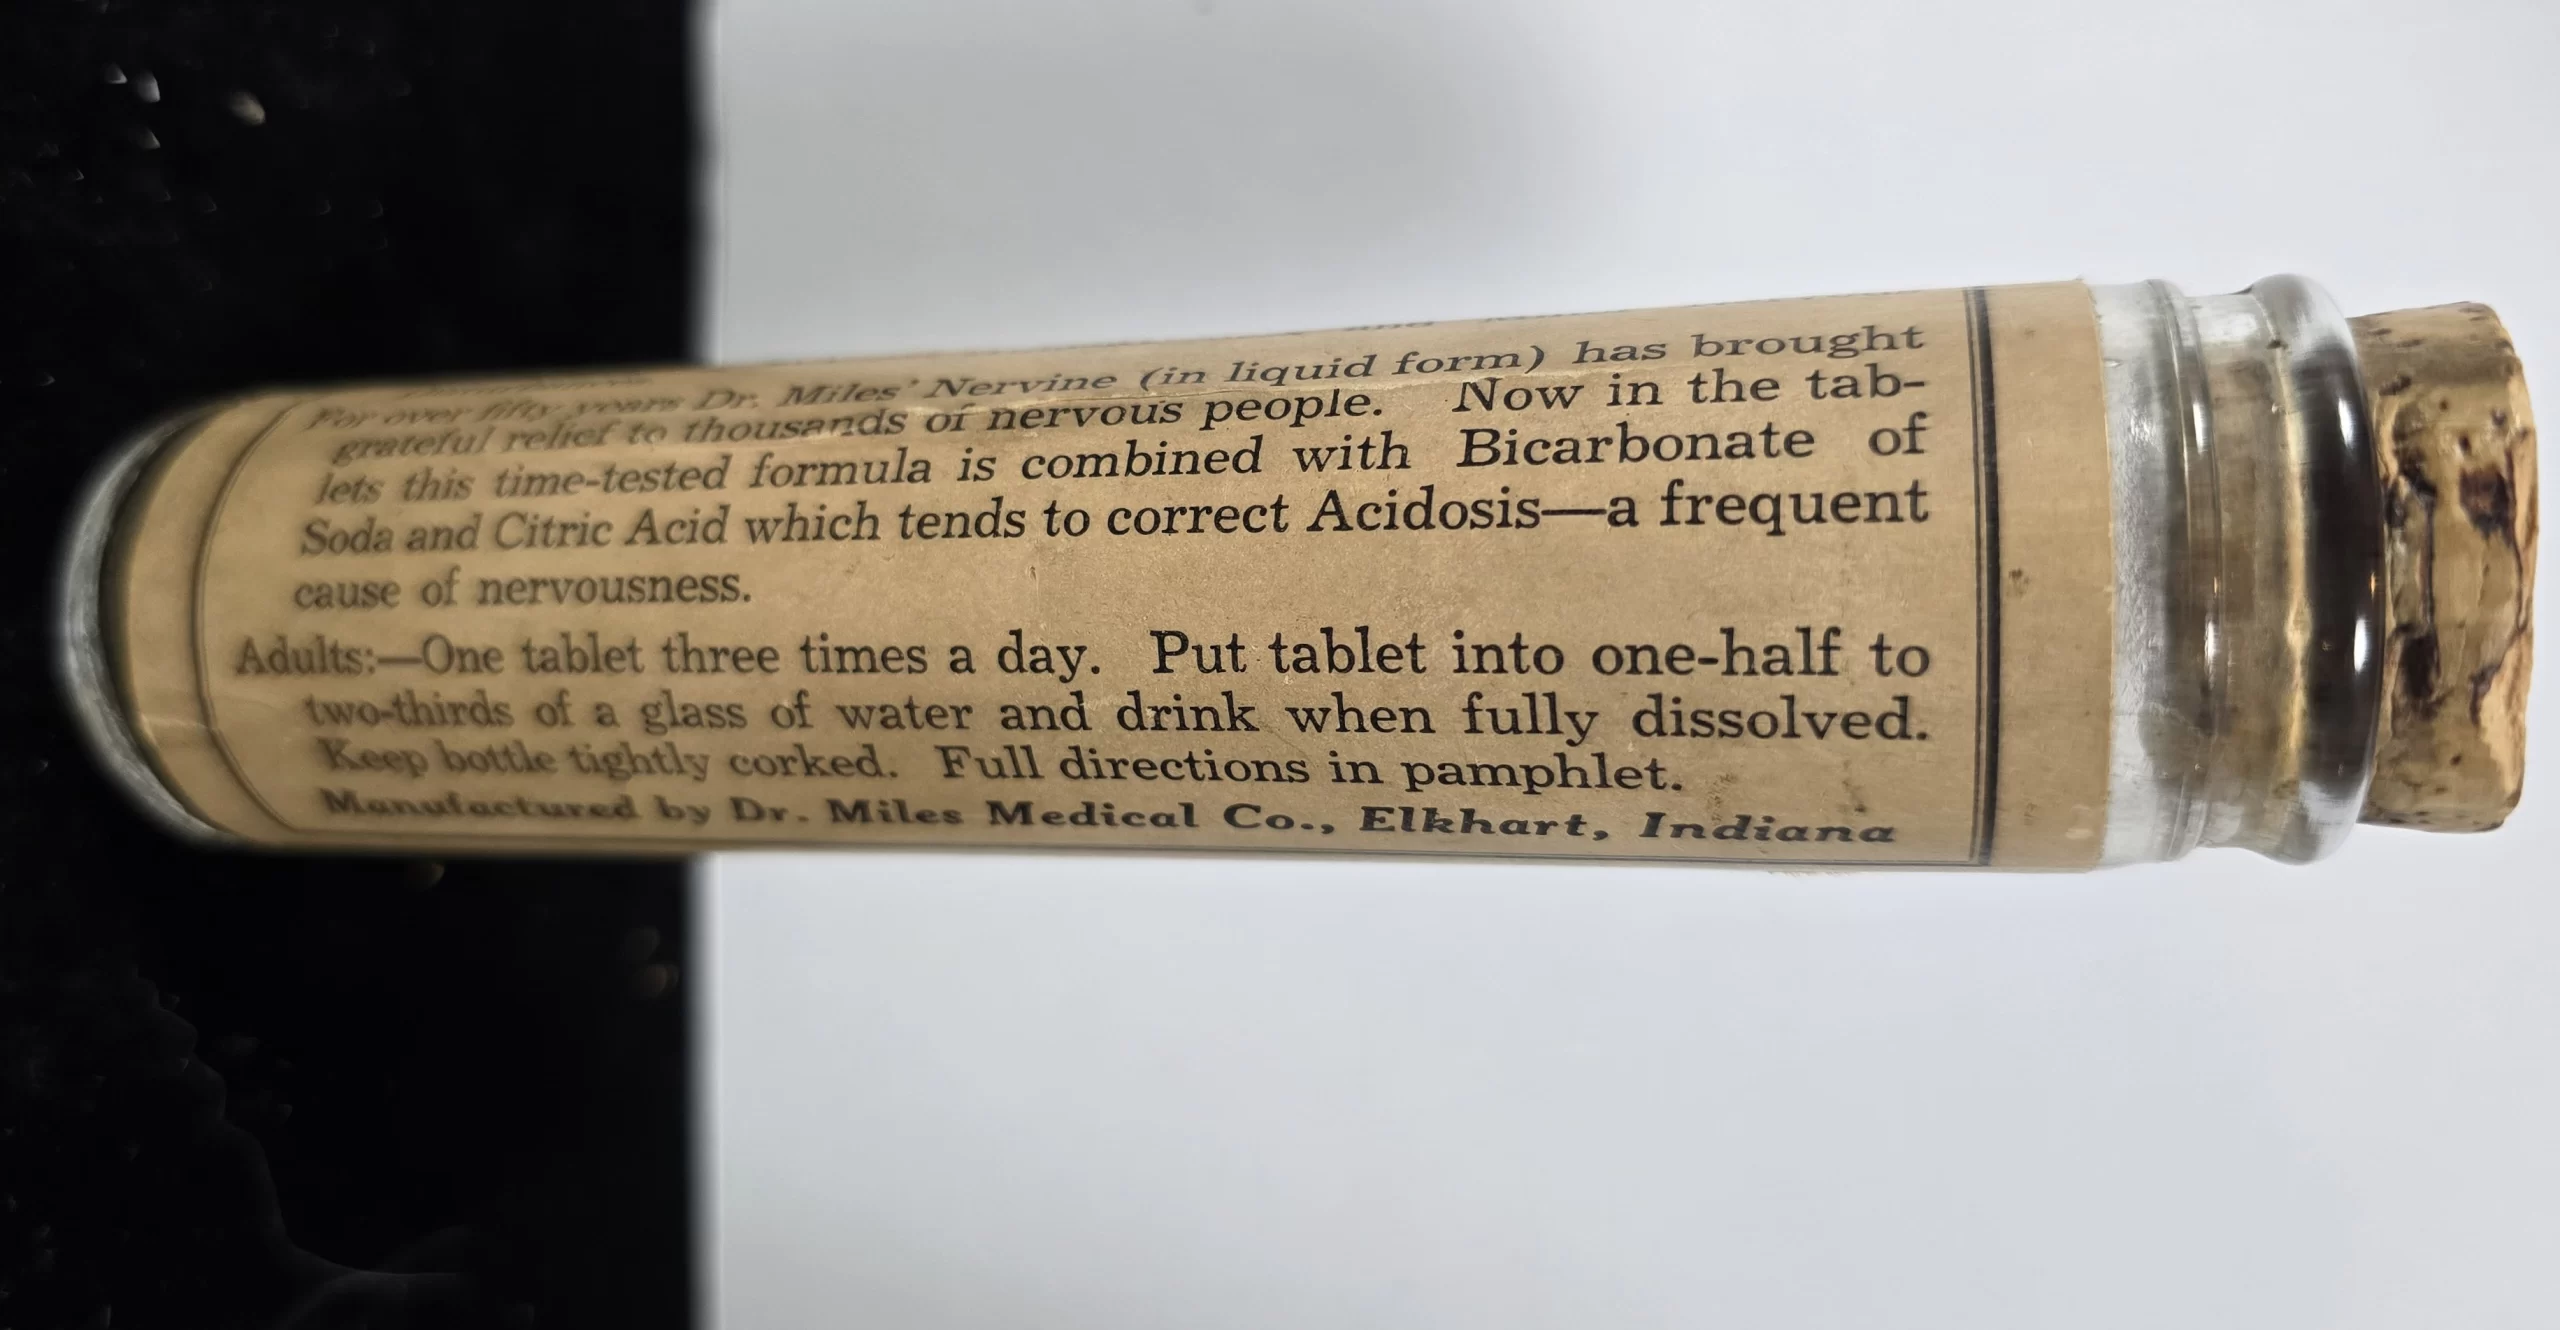 and
For over fifty years Dr. Miles' Nervine (in liquid form) has brought
grateful relief to thousands of nervous people. Now in the tab-
lets this time-tested formula is combined with Bicarbonate of
Soda and Citric Acid which tends to correct Acidosis—a frequent
cause of nervousness.
Adults:—One tablet three times a day. Put tablet into one-half to
two-thirds of a glass of water and drink when fully dissolved.
Keep bottle tightly corked. Full directions in pamphlet.
Manufactured by Dr. Miles Medical Co., Elkhart, Indiana